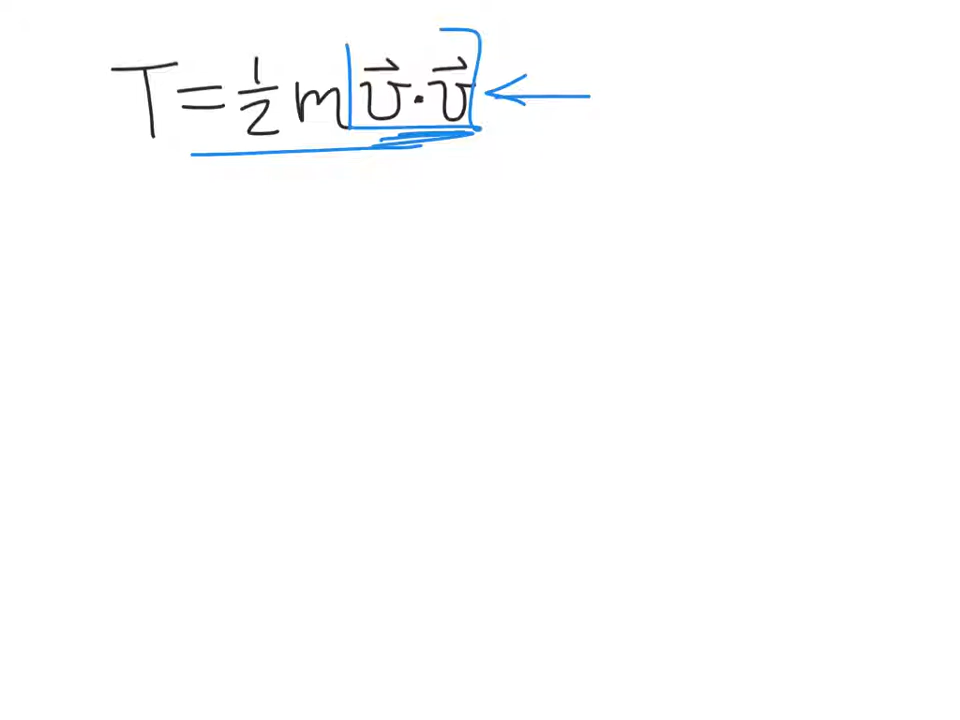 T = ½ m v⃗ · v⃗